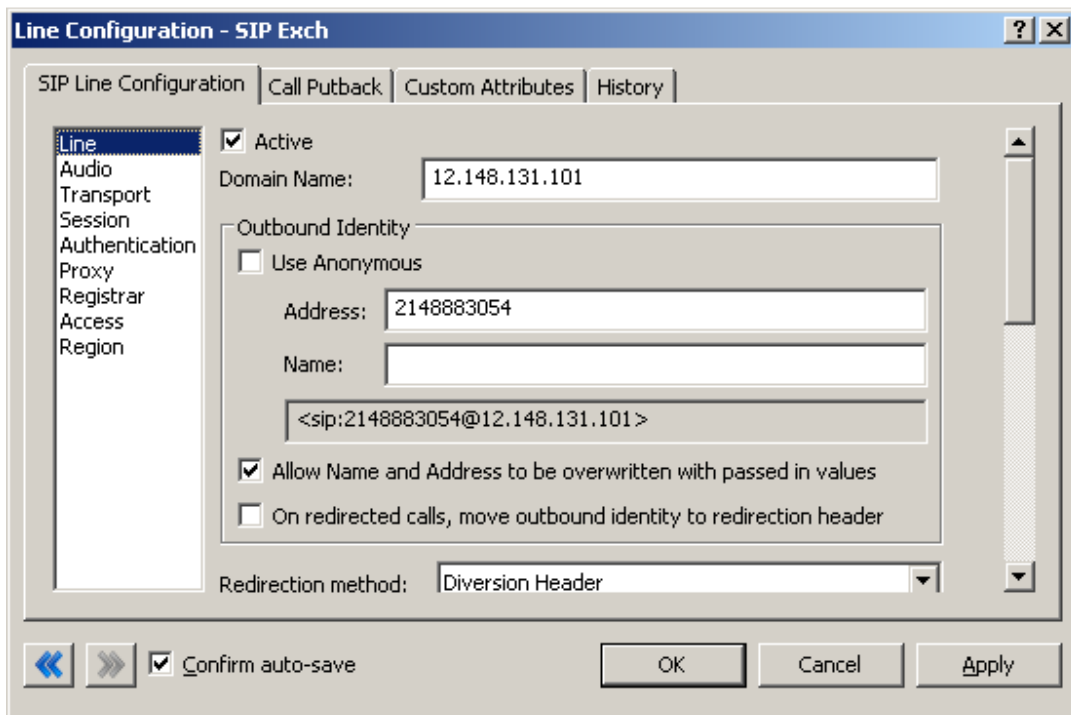 Line Configuration - SIP Exch
SIP Line Configuration
Call Putback
Custom Attributes
History
Line
Audio
Transport
Session
Authentication
Proxy
Registrar
Access
Region
Active
Domain Name: 12.148.131.101
Outbound Identity
Use Anonymous
Address: 2148883054
Name:
<sip:2148883054@12.148.131.101>
Allow Name and Address to be overwritten with passed in values
On redirected calls, move outbound identity to redirection header
Redirection method: Diversion Header
Confirm auto-save
OK
Cancel
Apply